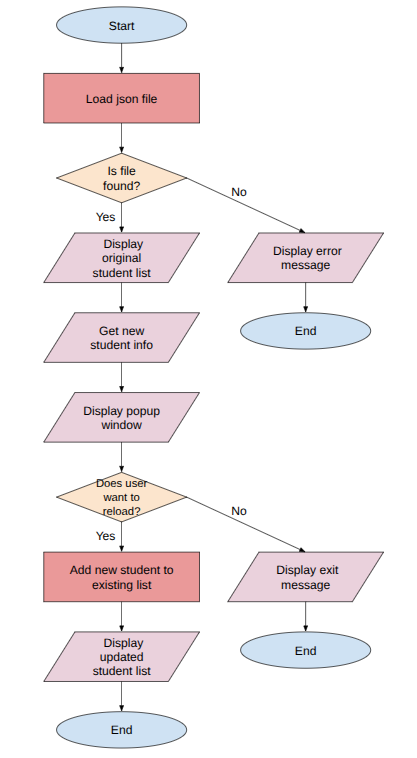 Start
Load json file
Is file
found?
No
Yes
Display
original
student list
Display error
message
End
Get new
student info
Display popup
window
Does user
want to
reload?
No
Yes
Add new student to
existing list
Display exit
message
Display
updated
student list
End
End